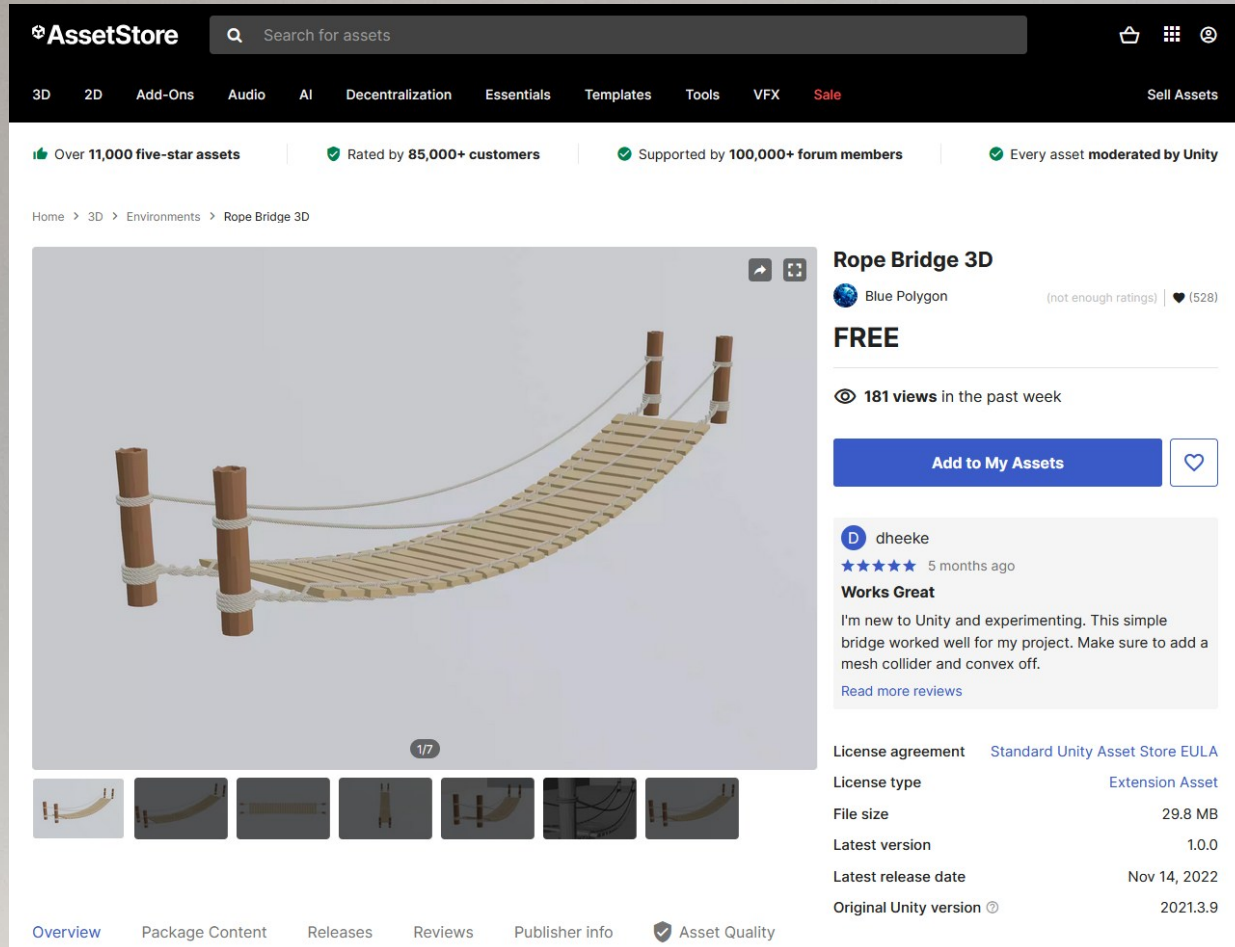 AssetStore
Search for assets
3D 2D Add-Ons Audio AI Decentralization Essentials Templates Tools VFX Sale Sell Assets
Over 11,000 five-star assets Rated by 85,000+ customers Supported by 100,000+ forum members Every asset moderated by Unity
Home > 3D > Environments > Rope Bridge 3D
Rope Bridge 3D
Blue Polygon (not enough ratings) | (528)
FREE
181 views in the past week
Add to My Assets
D dheeke
★★★★★ 5 months ago
Works Great
I'm new to Unity and experimenting. This simple
bridge worked well for my project. Make sure to add a
mesh collider and convex off.
Read more reviews
1/7
License agreement Standard Unity Asset Store EULA
License type Extension Asset
File size 29.8 MB
Latest version 1.0.0
Latest release date Nov 14, 2022
Original Unity version ? 2021.3.9
Overview Package Content Releases Reviews Publisher info Asset Quality